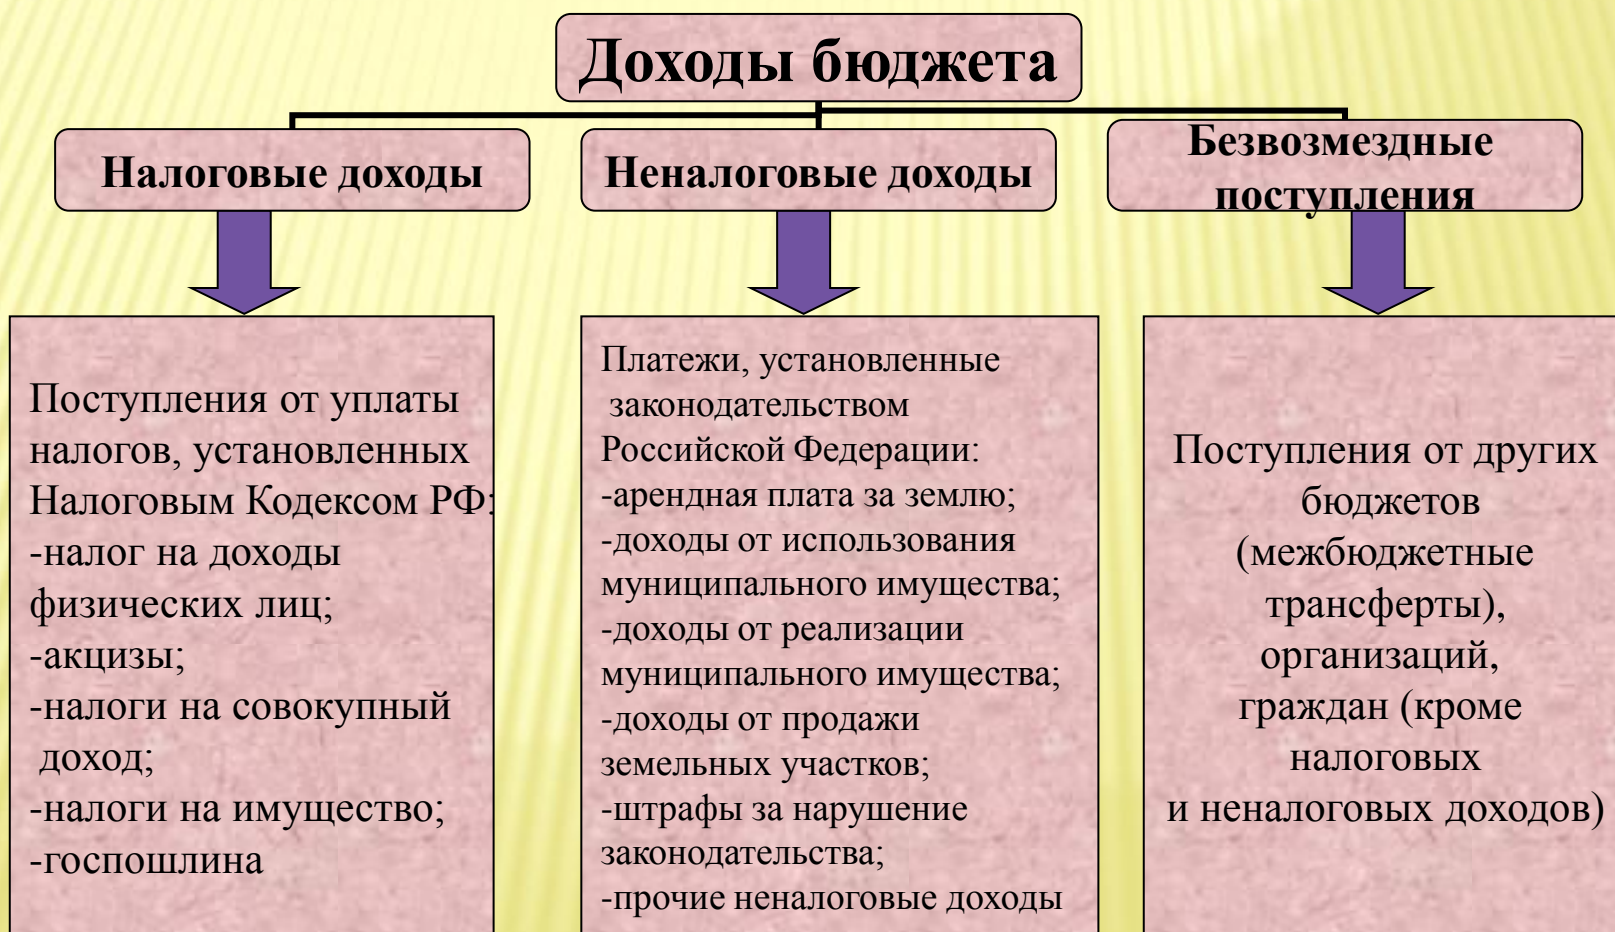 Доходы бюджета
Налоговые доходы
Неналоговые доходы
Безвозмездные
поступления
Поступления от уплаты
налогов, установленных
Налоговым Кодексом РФ:
-налог на доходы
физических лиц;
-акцизы;
-налоги на совокупный
доход;
-налоги на имущество;
-госпошлина
Платежи, установленные
законодательством
Российской Федерации:
-арендная плата за землю;
-доходы от использования
муниципального имущества;
-доходы от реализации
муниципального имущества;
-доходы от продажи
земельных участков;
-штрафы за нарушение
законодательства;
-прочие неналоговые доходы
Поступления от других
бюджетов
(межбюджетные
трансферты),
организаций,
граждан (кроме
налоговых
и неналоговых доходов)